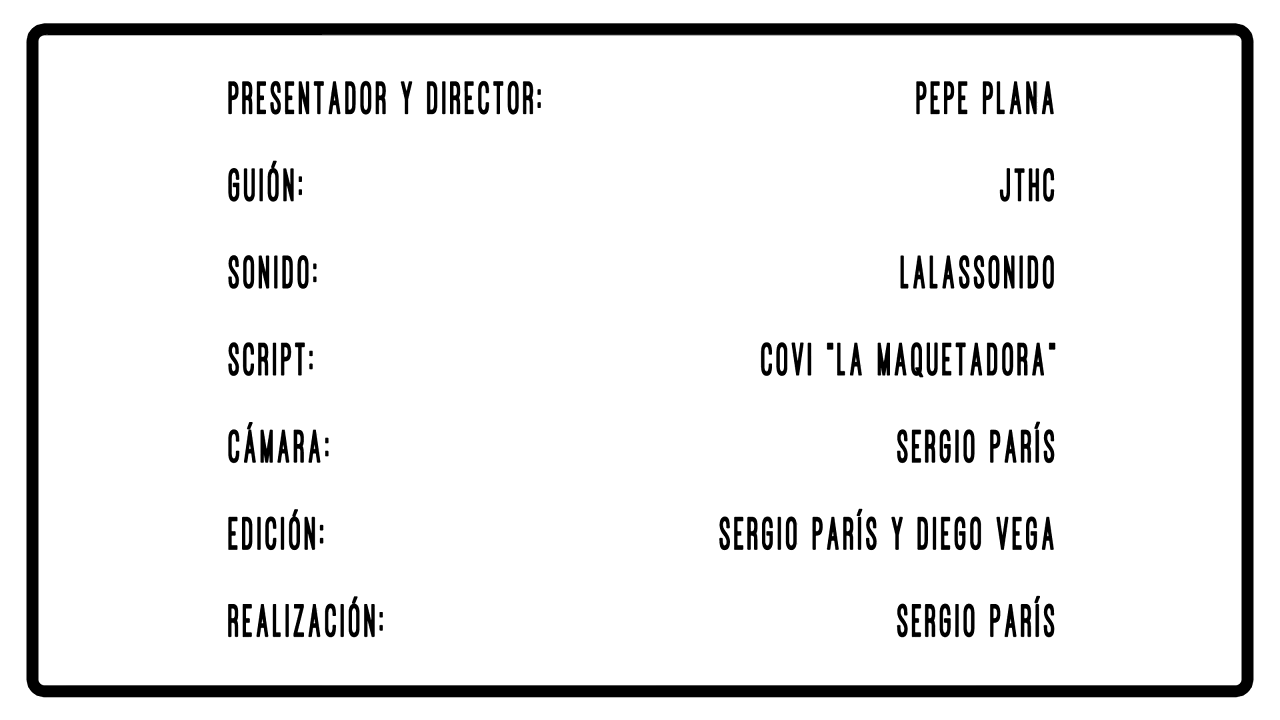 PRESENTADOR Y DIRECTOR: PEPE PLANA
GUIÓN: JTHC
SONIDO: LALASSONIDO
SCRIPT: COVI "LA MAQUETADORA"
CÁMARA: SERGIO PARÍS
EDICIÓN: SERGIO PARÍS Y DIEGO VEGA
REALIZACIÓN: SERGIO PARÍS